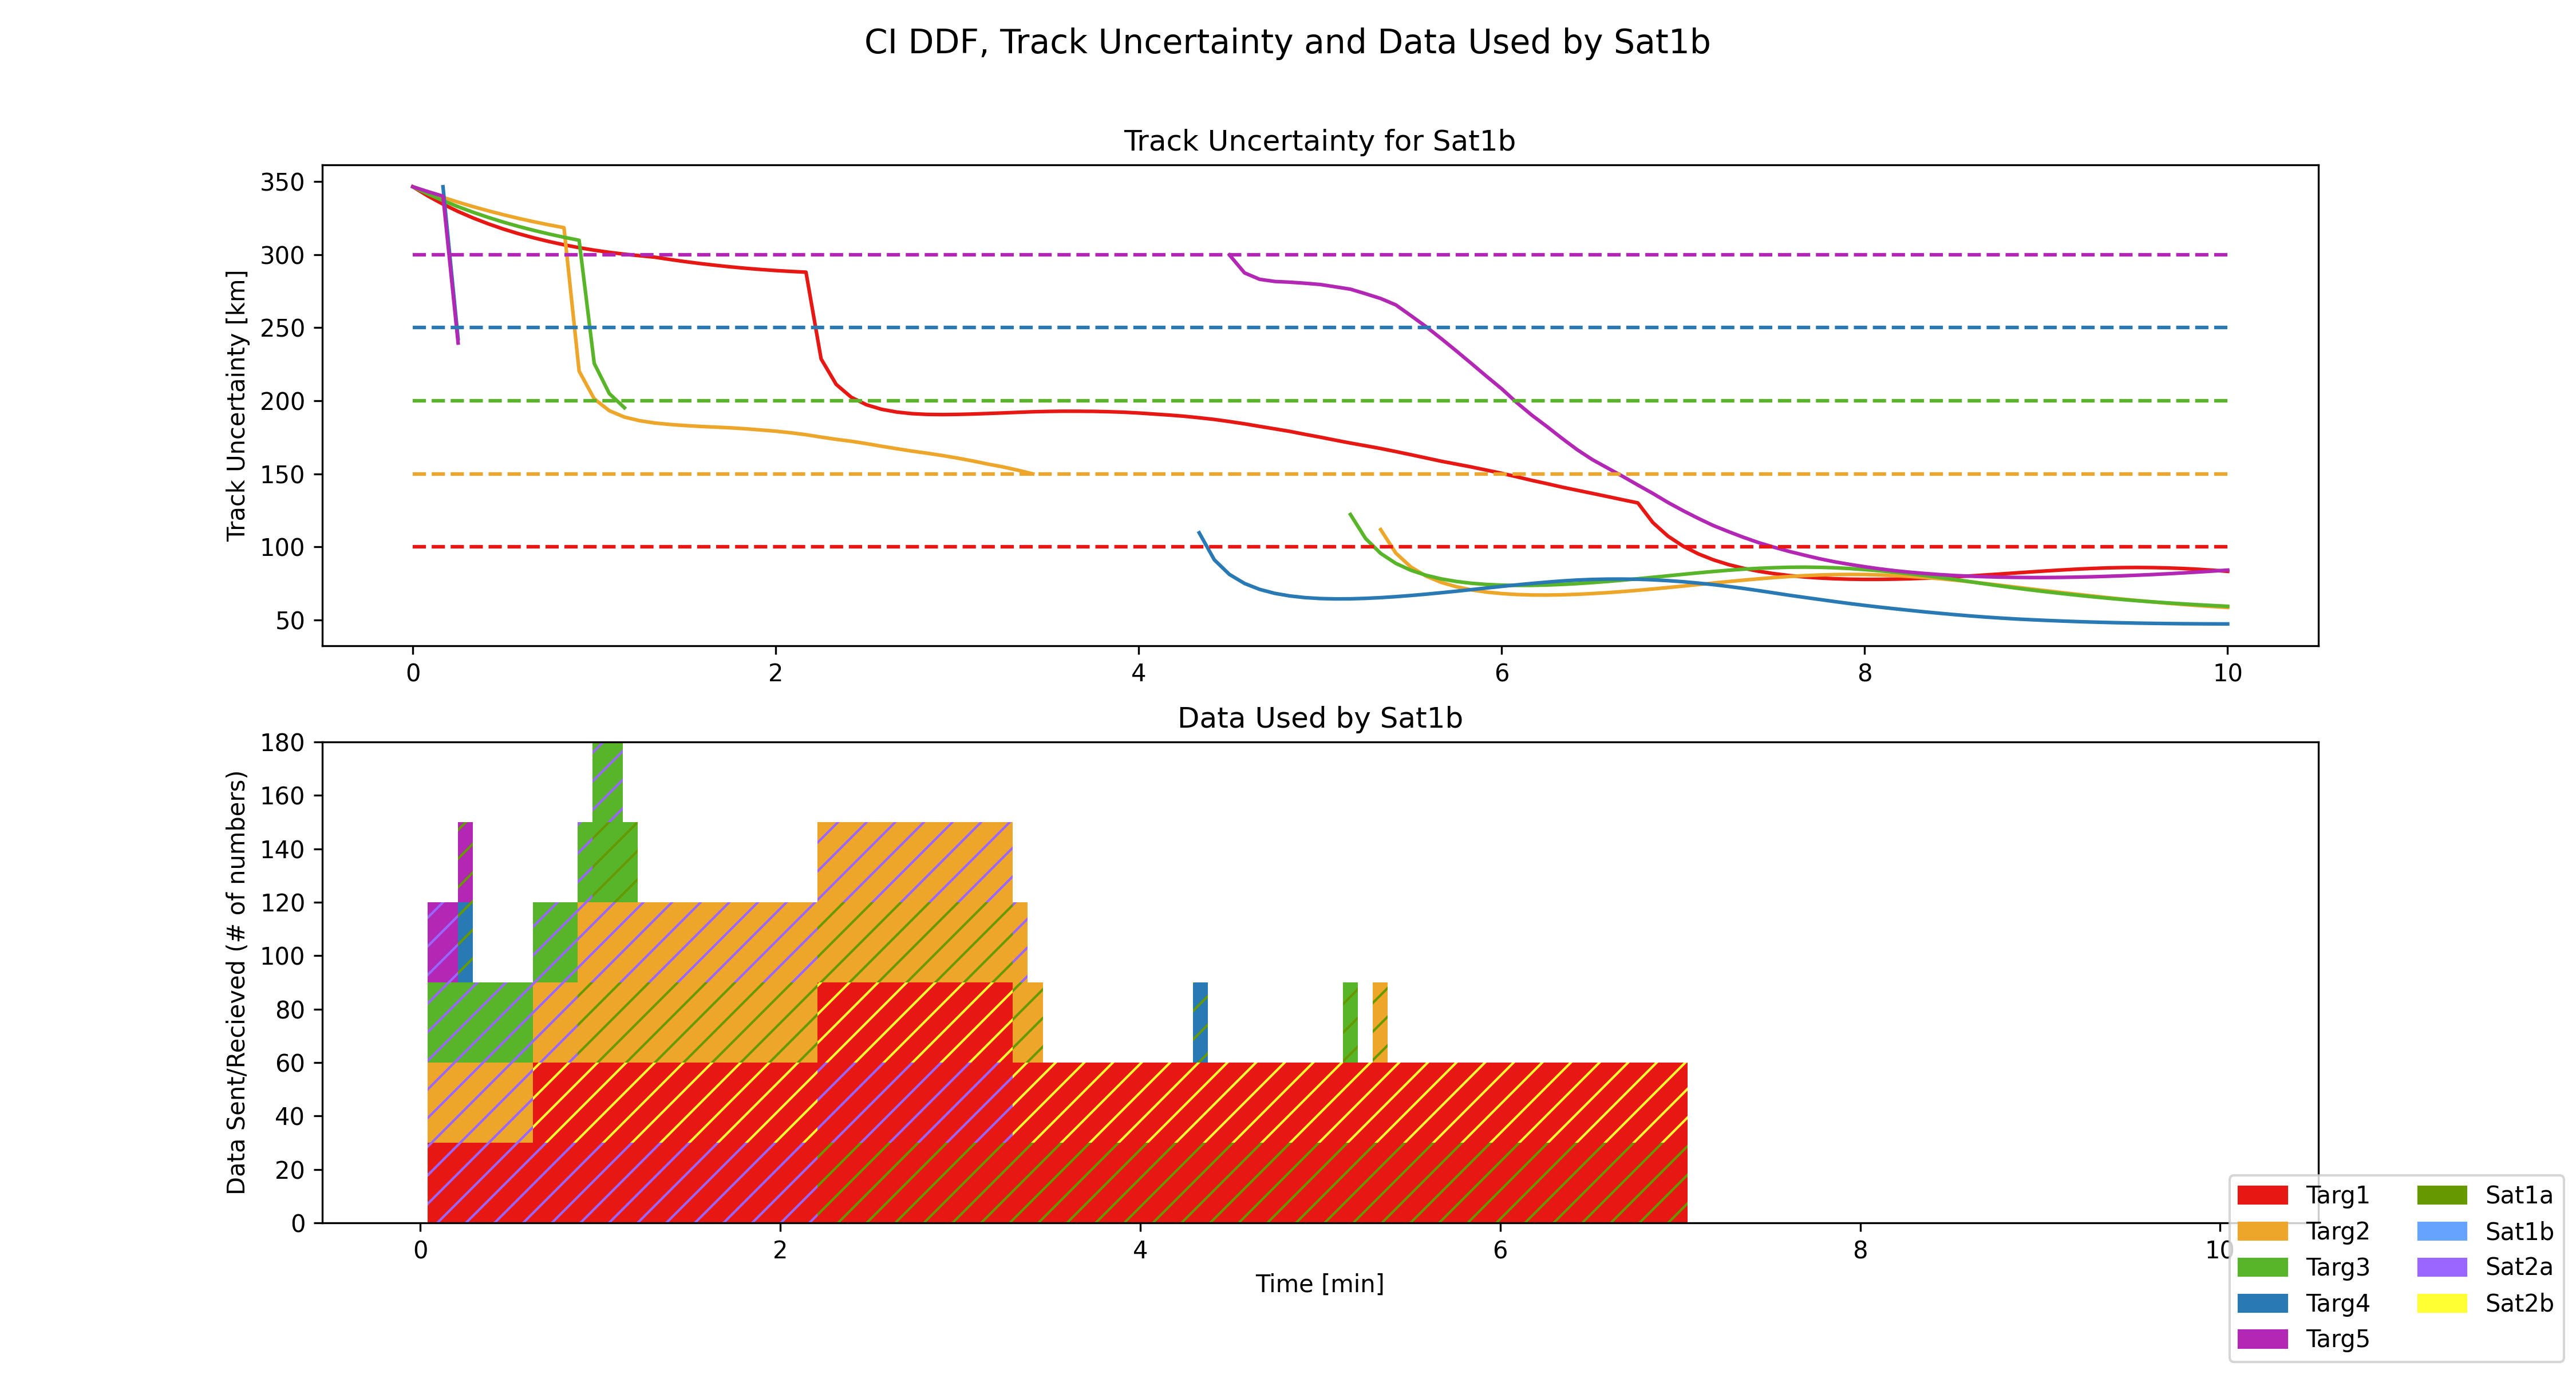 CI DDF, Track Uncertainty and Data Used by Sat1b
Track Uncertainty for Sat1b
Track Uncertainty [km]
350
300
250
200
150
100
50
0 2 4 6 8 10
Data Used by Sat1b
Data Sent/Recieved (# of numbers)
180
160
140
120
100
80
60
40
20
0
0 2 4 6 8 10
Time [min]
Targ1 Sat1a
Targ2 Sat1b
Targ3 Sat2a
Targ4 Sat2b
Targ5